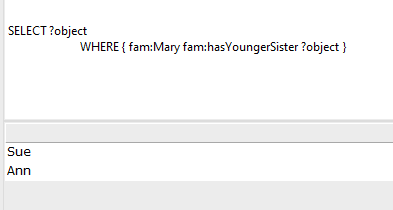 SELECT ?object
WHERE { fam:Mary fam:hasYoungerSister ?object }
Sue
Ann